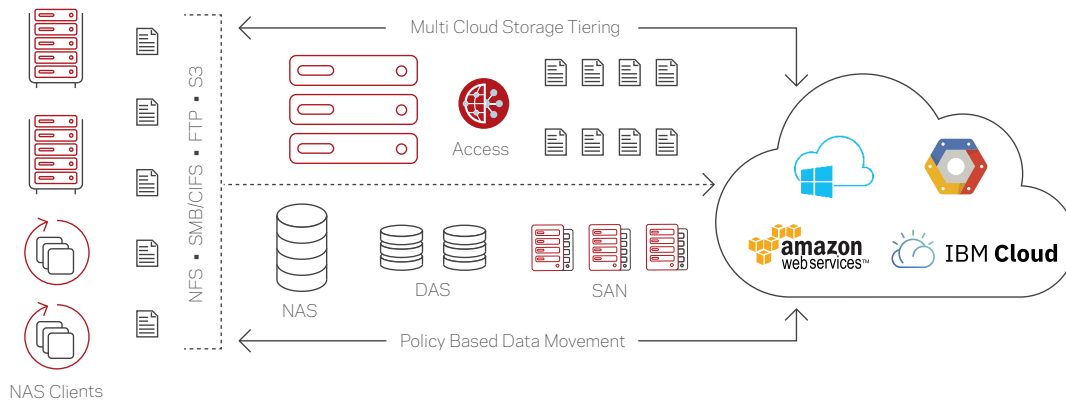 Multi Cloud Storage Tiering
NFS ▪ SMB/CIFS ▪ FTP ▪ S3
Access
amazon
web services™
IBM Cloud
NAS
DAS
SAN
Policy Based Data Movement
NAS Clients